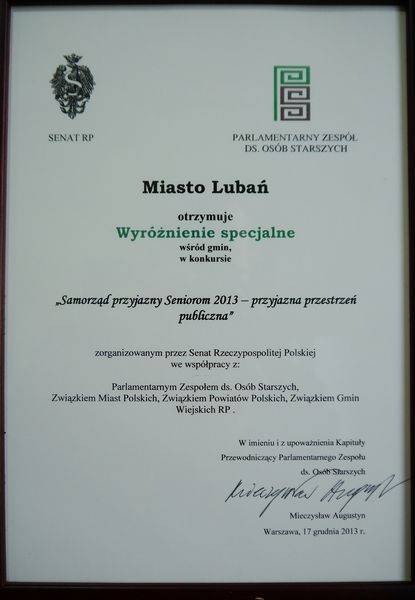 SENAT RP
PARLAMENTARNY ZESPÓŁ
DS. OSÓB STARSZYCH
Miasto Lubań
otrzymuje
Wyróżnienie specjalne
wśród gmin,
w konkursie
„Samorząd przyjazny Seniorom 2013 – przyjazna przestrzeń
publiczna”
zorganizowanym przez Senat Rzeczypospolitej Polskiej
we współpracy z:
Parlamentarnym Zespołem ds. Osób Starszych,
Związkiem Miast Polskich, Związkiem Powiatów Polskich, Związkiem Gmin
Wiejskich RP .
W imieniu i z upoważnienia Kapituły
Przewodniczący Parlamentarnego Zespołu
ds. Osób Starszych
Mieczysław Augustyn
Warszawa, 17 grudnia 2013 r.